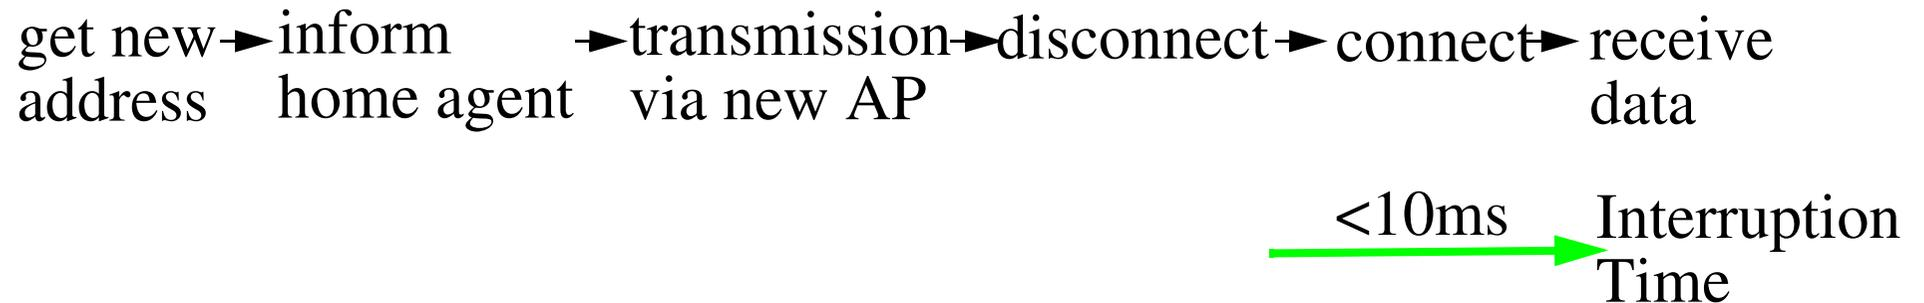 get new inform transmission disconnect connect receive
address home agent via new AP data
<10ms Interruption
Time